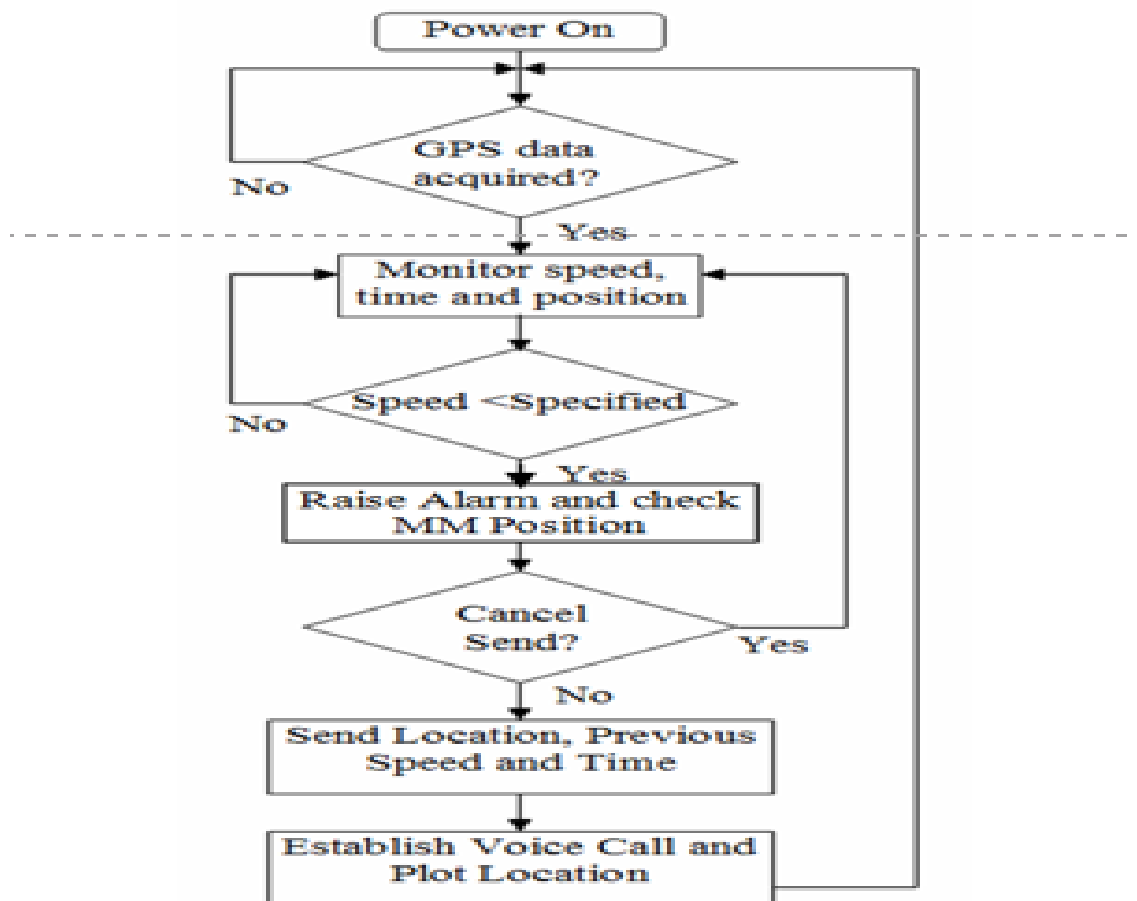 Power On
GPS data
acquired?
No
Yes
Monitor speed,
time and position
Speed <Specified
No
Yes
Raise Alarm and check
MM Position
Cancel
Send?
Yes
No
Send Location, Previous
Speed and Time
Establish Voice Call and
Plot Location